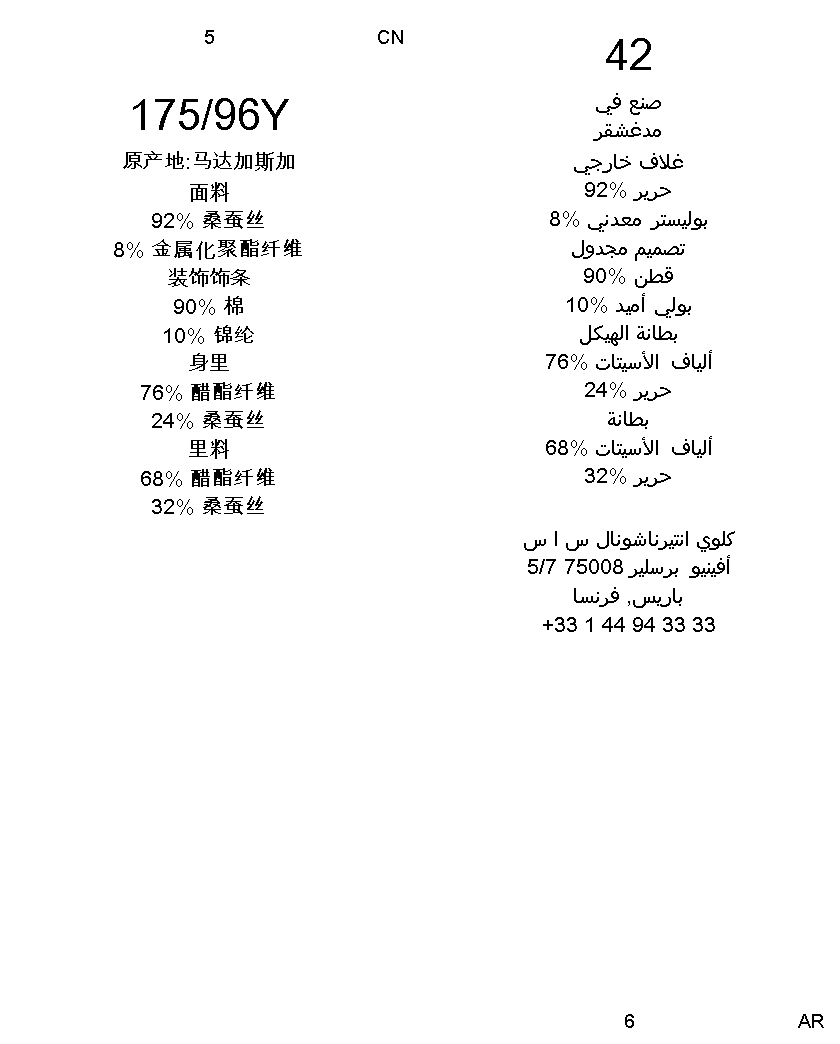 5
CN
175/96Y
原产地:马达加斯加
面料
92% 桑蚕丝
8% 金属化聚酯纤维
装饰饰条
90% 棉
10% 锦纶
身里
76% 醋酯纤维
24% 桑蚕丝
里料
68% 醋酯纤维
32% 桑蚕丝
42
صنع في
مدغشقر
غلاف خارجي
حرير %92
بوليستر معدني %8
تصميم مجدول
قطن %90
بولي أميد %10
بطانة الهيكل
ألياف الأسيتات %76
حرير %24
بطانة
ألياف الأسيتات %68
حرير %32
كلوي انتيرناشونال س ا س
أفينيو برسلير 75008 5/7
باريس, فرنسا
+33 1 44 94 33 33
6
AR